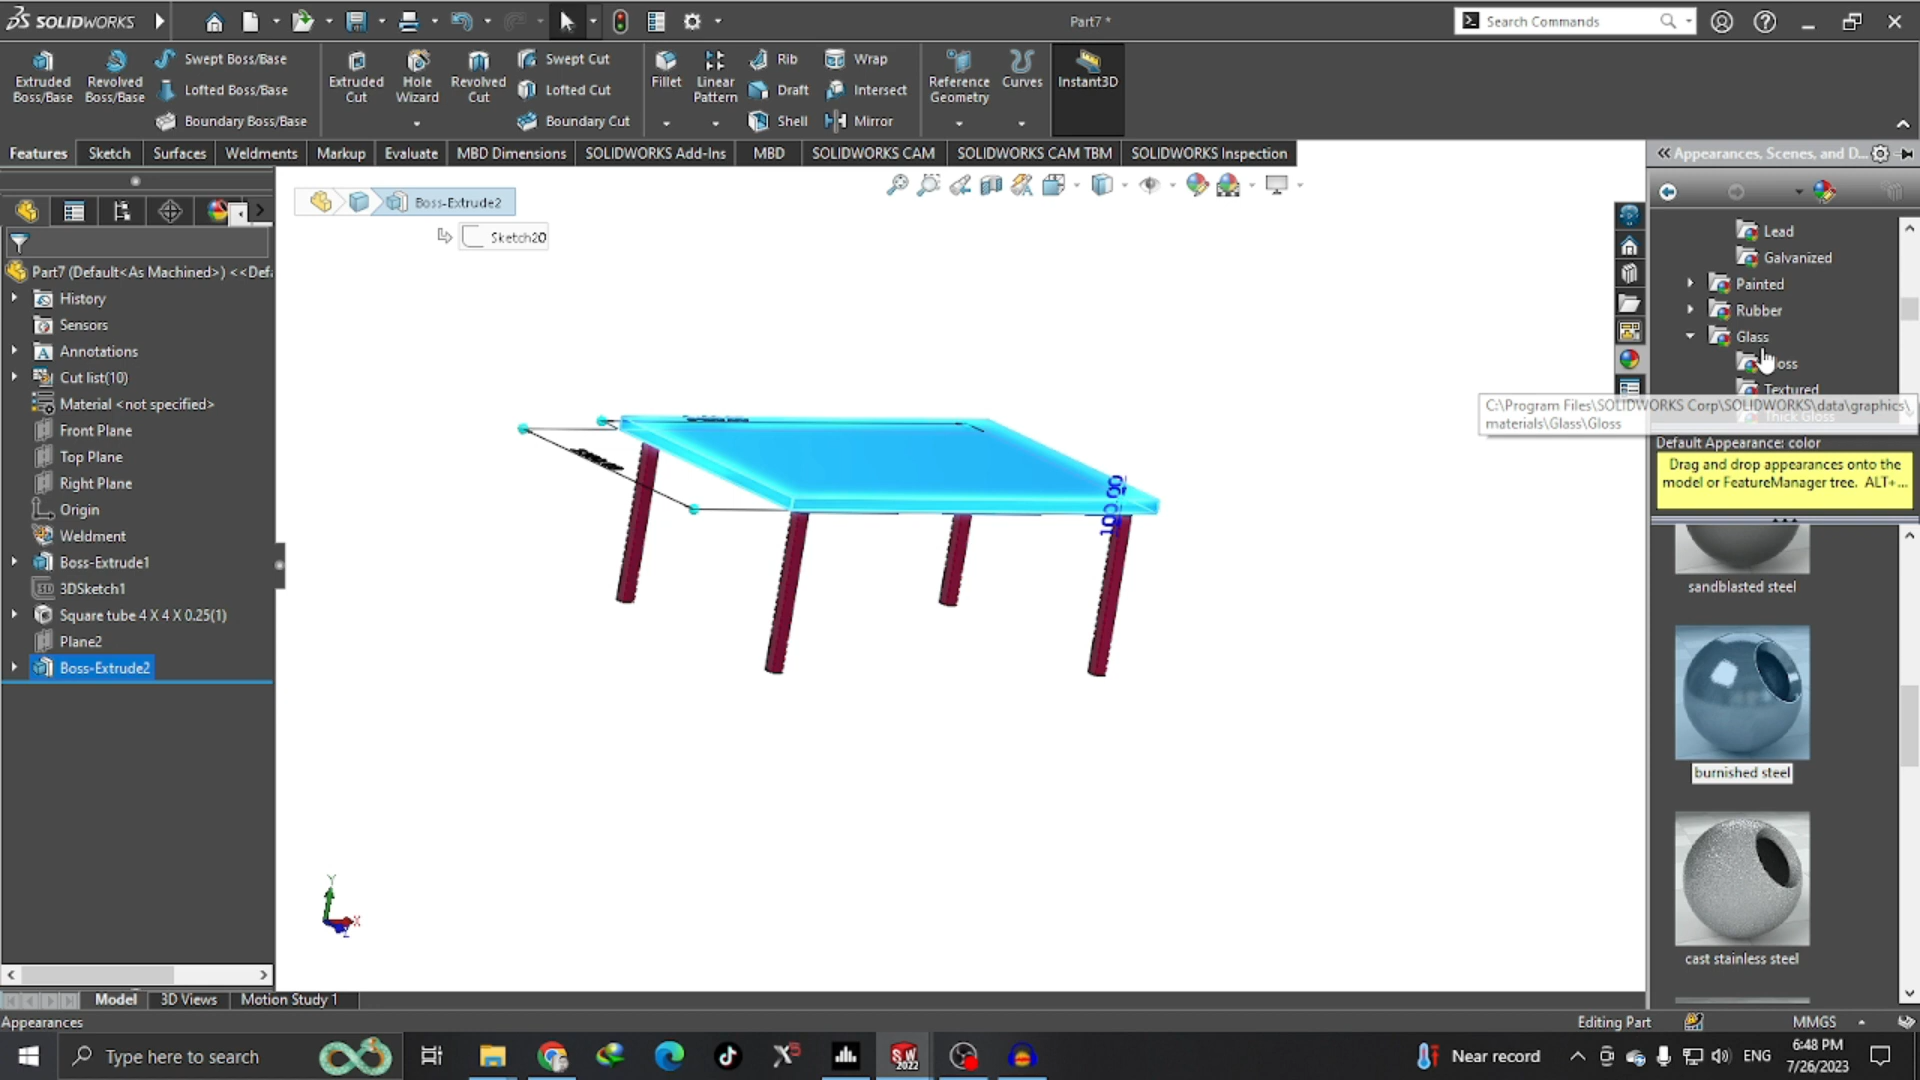 SOLIDWORKS
Part7 *
Search Commands
Extruded Boss/Base
Revolved Boss/Base
Swept Boss/Base
Lofted Boss/Base
Boundary Boss/Base
Extruded Cut
Hole Wizard
Revolved Cut
Swept Cut
Lofted Cut
Boundary Cut
Fillet
Linear Pattern
Rib
Draft
Shell
Wrap
Intersect
Mirror
Reference Geometry
Curves
Instant3D
Features
Sketch
Surfaces
Weldments
Markup
Evaluate
MBD Dimensions
SOLIDWORKS Add-Ins
MBD
SOLIDWORKS CAM
SOLIDWORKS CAM TBM
SOLIDWORKS Inspection
Boss-Extrude2
Sketch20
Part7 (Default<As Machined>) <<Def
History
Sensors
Annotations
Cut list(10)
Material <not specified>
Front Plane
Top Plane
Right Plane
Origin
Weldment
Boss-Extrude1
3DSketch1
Square tube 4 X 4 X 0.25(1)
Plane2
Boss-Extrude2
100.00
Appearances, Scenes, and D...
Lead
Galvanized
Painted
Rubber
Glass
Textured
Thick Gloss
C:\Program Files\SOLIDWORKS Corp\SOLIDWORKS\data\graphics\
materials\Glass\Gloss
Default Appearance: color
Drag and drop appearances onto the
model or FeatureManager tree. ALT+...
sandblasted steel
burnished steel
cast stainless steel
Model
3D Views
Motion Study 1
Appearances
Editing Part
MMGS
Type here to search
SW
2022
Near record
ENG
6:48 PM
7/26/2023